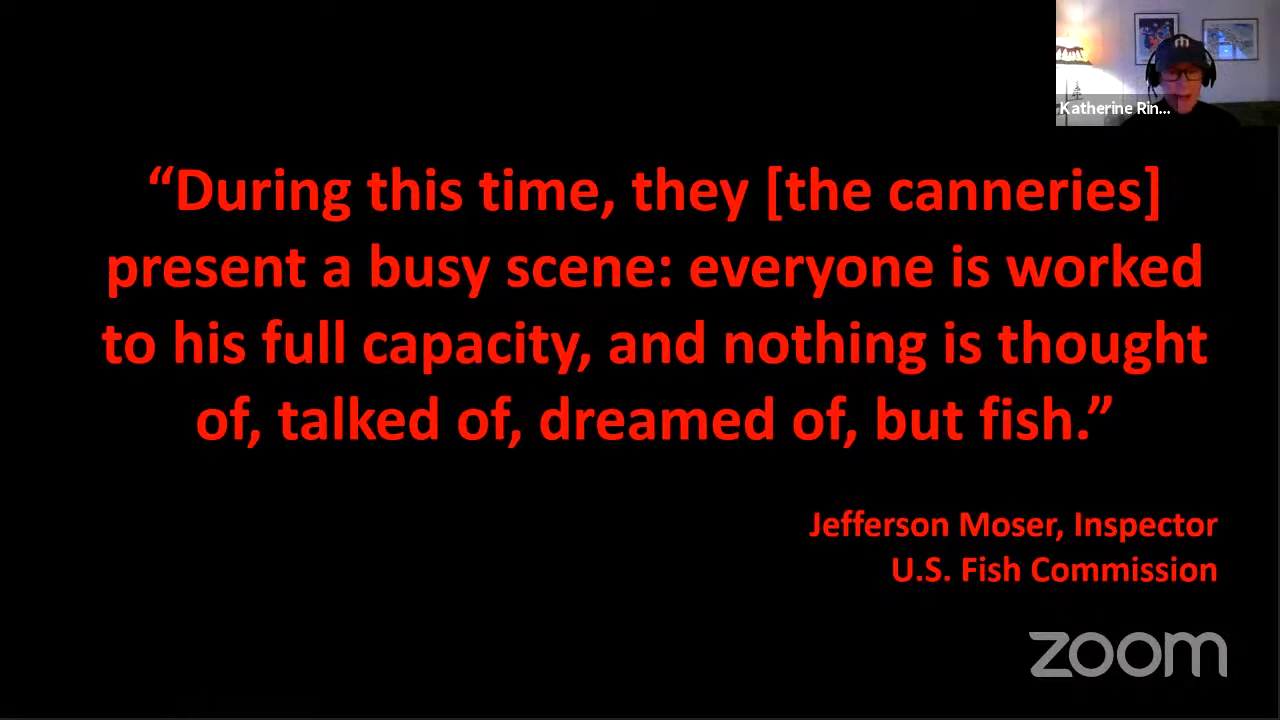 Katherine Rin...
“During this time, they [the canneries]
present a busy scene: everyone is worked
to his full capacity, and nothing is thought
of, talked of, dreamed of, but fish.”
Jefferson Moser, Inspector
U.S. Fish Commission
zoom